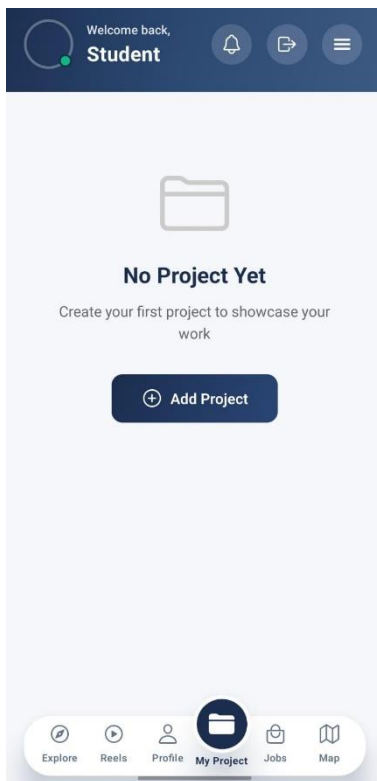 Welcome back,
Student
No Project Yet
Create your first project to showcase your
work
Add Project
Explore
Reels
Profile
My Project
Jobs
Map